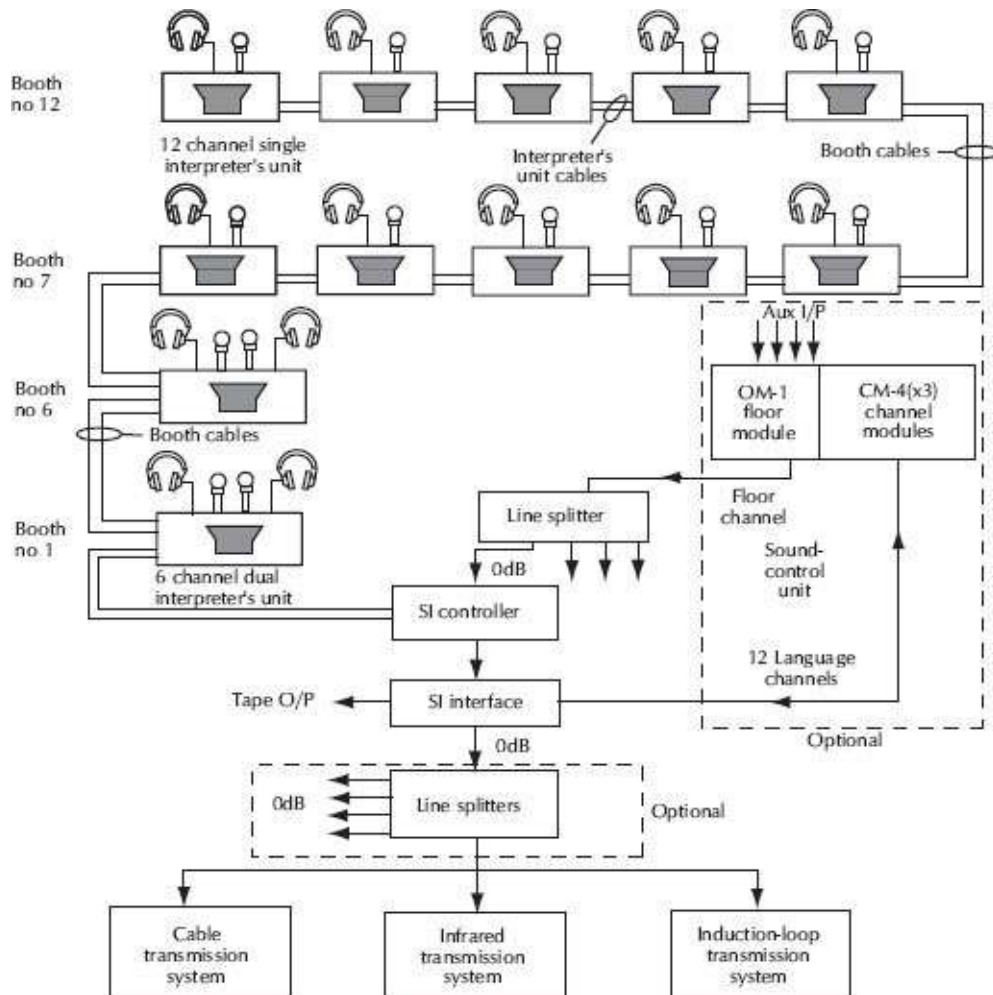 Booth
no 12
12 channel single
interpreter's unit
Interpreter's
unit cables
Booth cables
Booth
no 7
Aux I/P
Booth
no 6
OM-1
floor
module
CM-4(x3)
channel
modules
Booth cables
Line splitter
Floor
channel
Booth
no 1
0dB
Sound-
control
unit
6 channel dual
interpreter's unit
SI controller
12 Language
channels
Tape O/P
SI interface
Optional
0dB
0dB
Line splitters
Optional
Cable
transmission
system
Infrared
transmission
system
Induction-loop
transmission
system